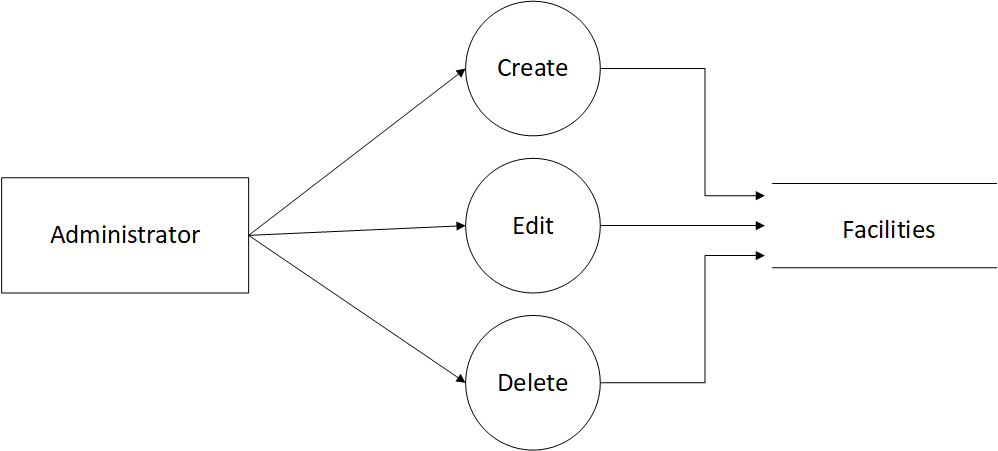 Create
Administrator
Edit
Facilities
Delete